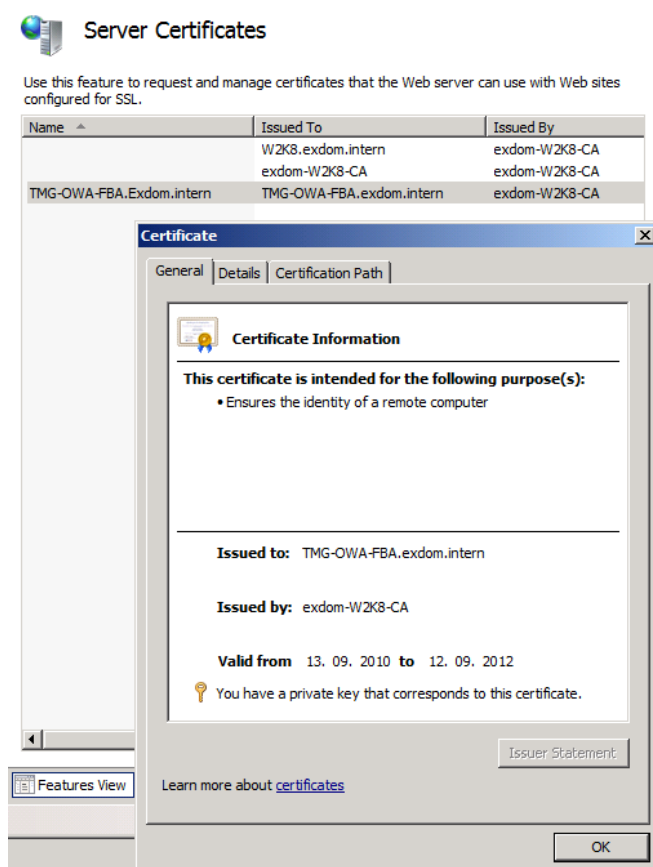 Server Certificates
Use this feature to request and manage certificates that the Web server can use with Web sites
configured for SSL.
Name Issued To Issued By
W2K8.exdom.intern exdom-W2K8-CA
exdom-W2K8-CA exdom-W2K8-CA
TMG-OWA-FBA.Exdom.intern TMG-OWA-FBA.exdom.intern exdom-W2K8-CA
Certificate
General Details Certification Path
Certificate Information
This certificate is intended for the following purpose(s):
• Ensures the identity of a remote computer
Issued to: TMG-OWA-FBA.exdom.intern
Issued by: exdom-W2K8-CA
Valid from 13. 09. 2010 to 12. 09. 2012
You have a private key that corresponds to this certificate.
Issuer Statement
Features View
Learn more about certificates
OK